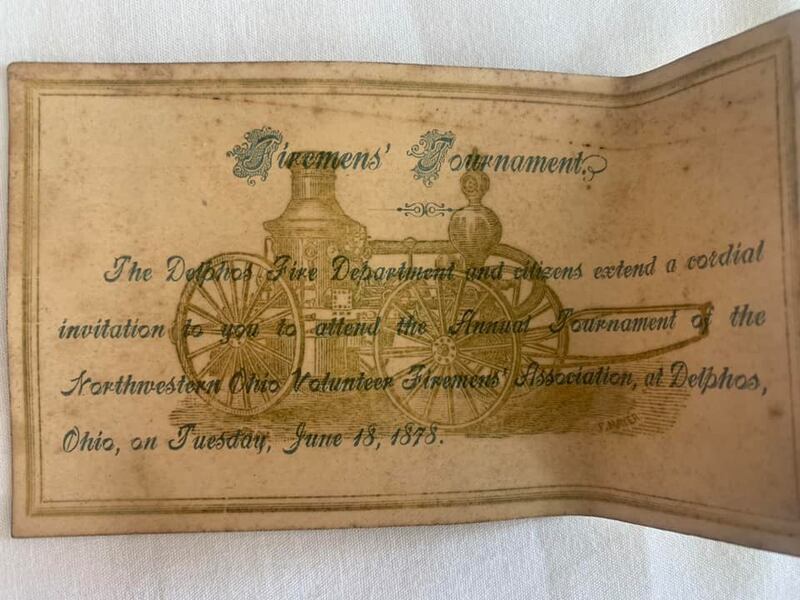 Firemens' Tournament.
The Delphos Fire Department and citizens extend a cordial
invitation to you to attend the Annual Tournament of the
Northwestern Ohio Volunteer Firemens' Association, at Delphos,
Ohio, on Tuesday, June 18, 1878.
F. MAYER